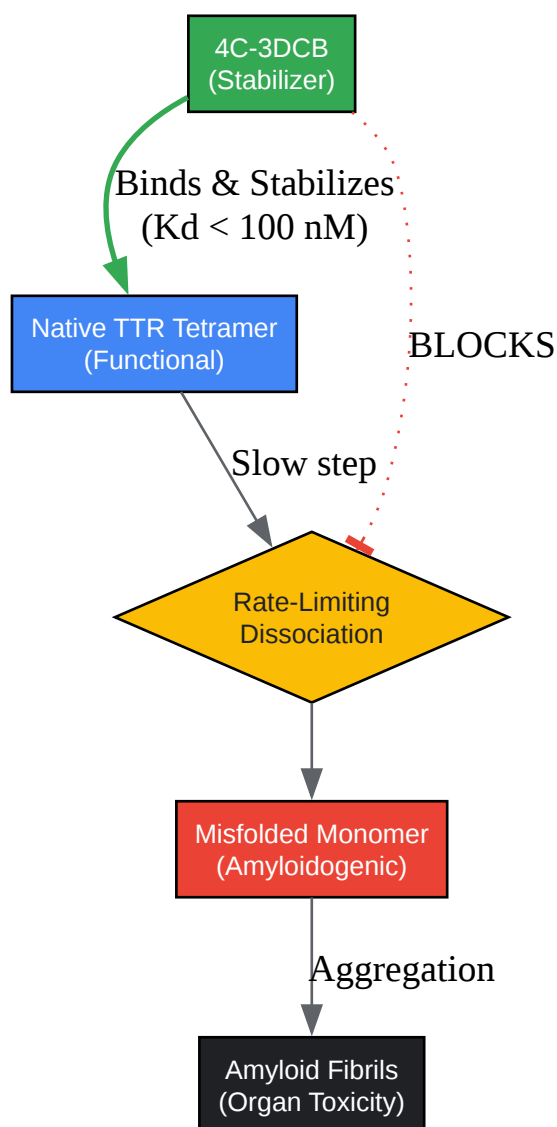 4C-3DCB
(Stabilizer)
Binds & Stabilizes
(Kd < 100 nM)
Native TTR Tetramer
(Functional)
BLOCKS
Slow step
Rate-Limiting
Dissociation
Misfolded Monomer
(Amyloidogenic)
Aggregation
Amyloid Fibrils
(Organ Toxicity)